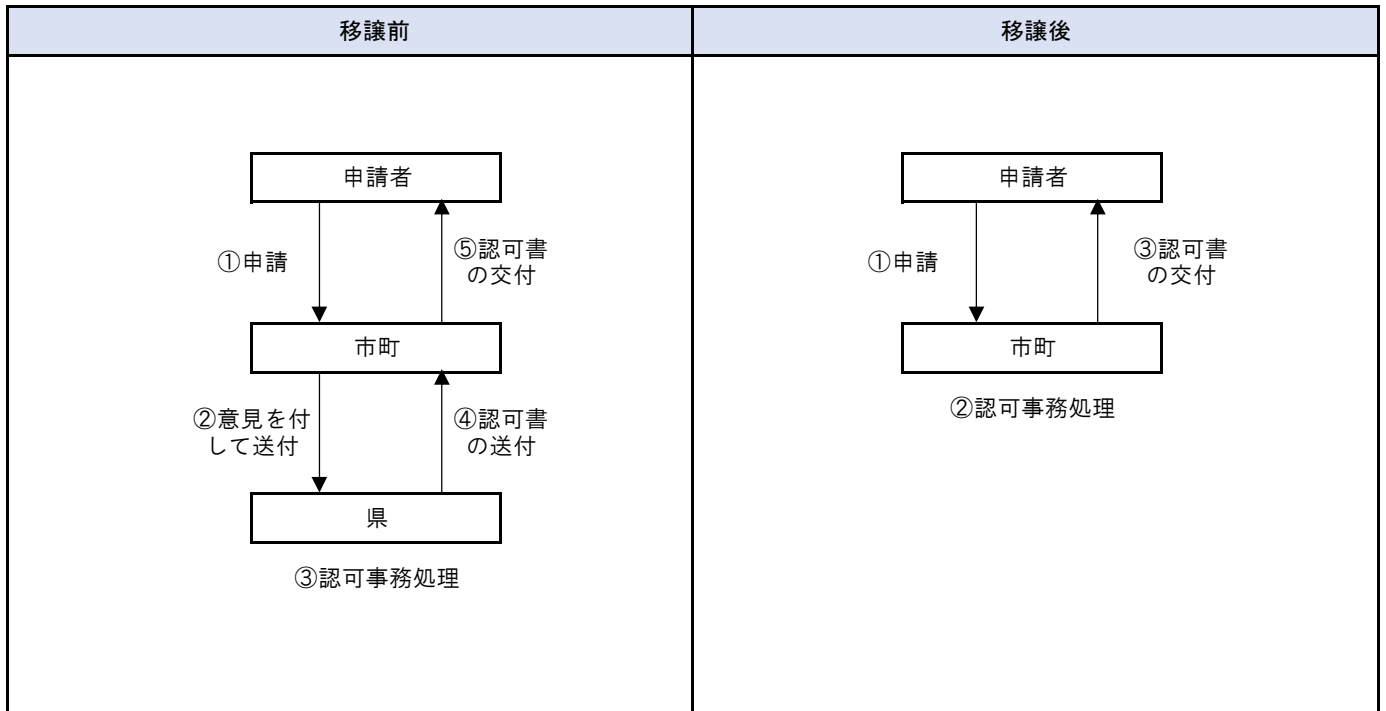 移譲前
移譲後
申請者
①申請
⑤認可書
の交付
市町
②意見を付
して送付
④認可書
の送付
県
③認可事務処理
申請者
①申請
③認可書
の交付
市町
②認可事務処理